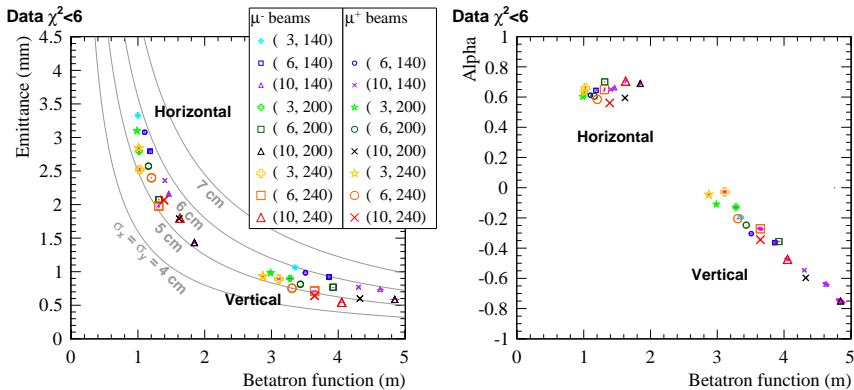 Data χ²<6
Emittance (mm)
5
4.5
4
3.5
3
2.5
2
1.5
1
0.5
0
0 1 2 3 4 5
Betatron function (m)
Horizontal
Vertical
σx = σy = 4 cm
5 cm
6 cm
7 cm
μ⁻ beams μ⁺ beams
( 3, 140)
( 6, 140) ( 6, 140)
(10, 140) (10, 140)
( 3, 200) ( 3, 200)
( 6, 200) ( 6, 200)
(10, 200) (10, 200)
( 3, 240) ( 3, 240)
( 6, 240) ( 6, 240)
(10, 240) (10, 240)
Data χ²<6
Alpha
1
0.8
0.6
0.4
0.2
0
-0.2
-0.4
-0.6
-0.8
-1
0 1 2 3 4 5
Betatron function (m)
Horizontal
Vertical